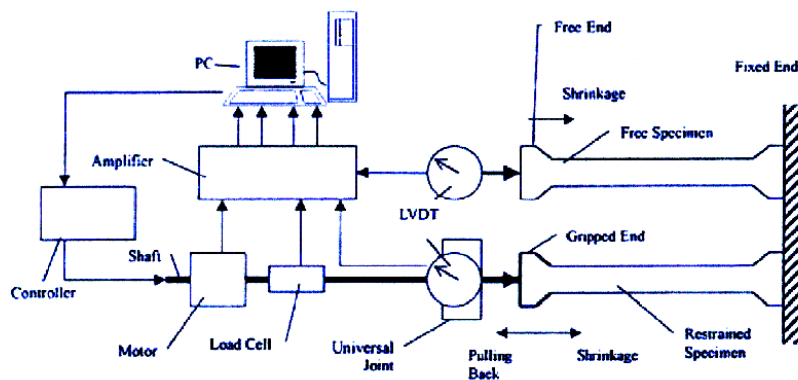 Free End
PC
Fixed End
Shrinkage
Free Specimen
Amplifier
LVDT
Gripped End
Shaft
Controller
Motor
Load Cell
Universal
Joint
Pulling
Back
Shrinkage
Restrained
Specimen